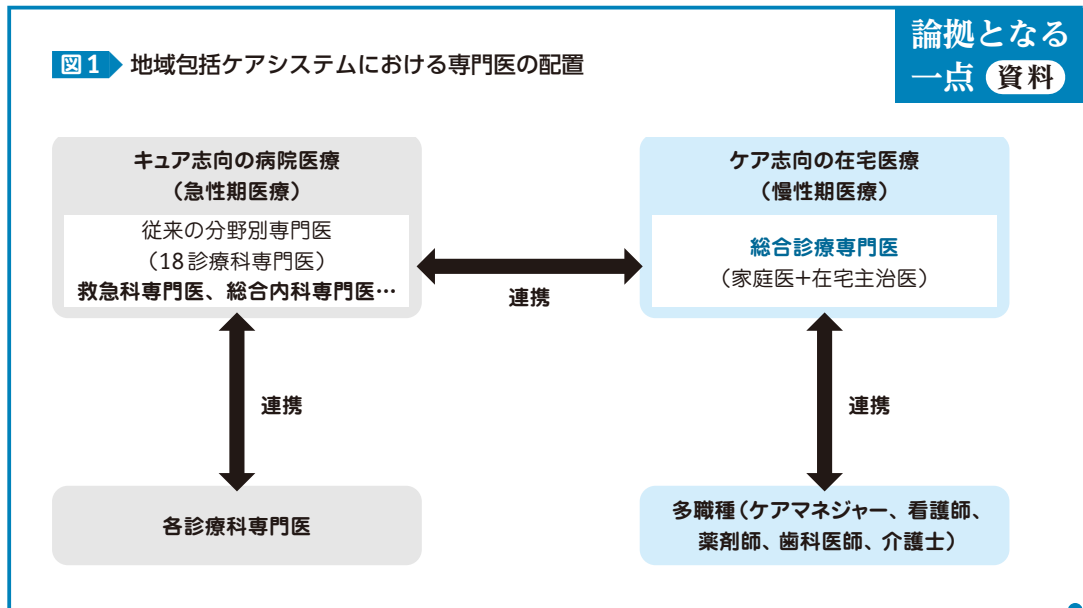 論拠となる
一点 資料
図1 地域包括ケアシステムにおける専門医の配置
キュア志向の病院医療
（急性期医療）
従来の分野別専門医
（18診療科専門医）
救急科専門医、総合内科専門医…
連携
ケア志向の在宅医療
（慢性期医療）
総合診療専門医
（家庭医+在宅主治医）
連携
連携
各診療科専門医
多職種（ケアマネジャー、看護師、
薬剤師、歯科医師、介護士）